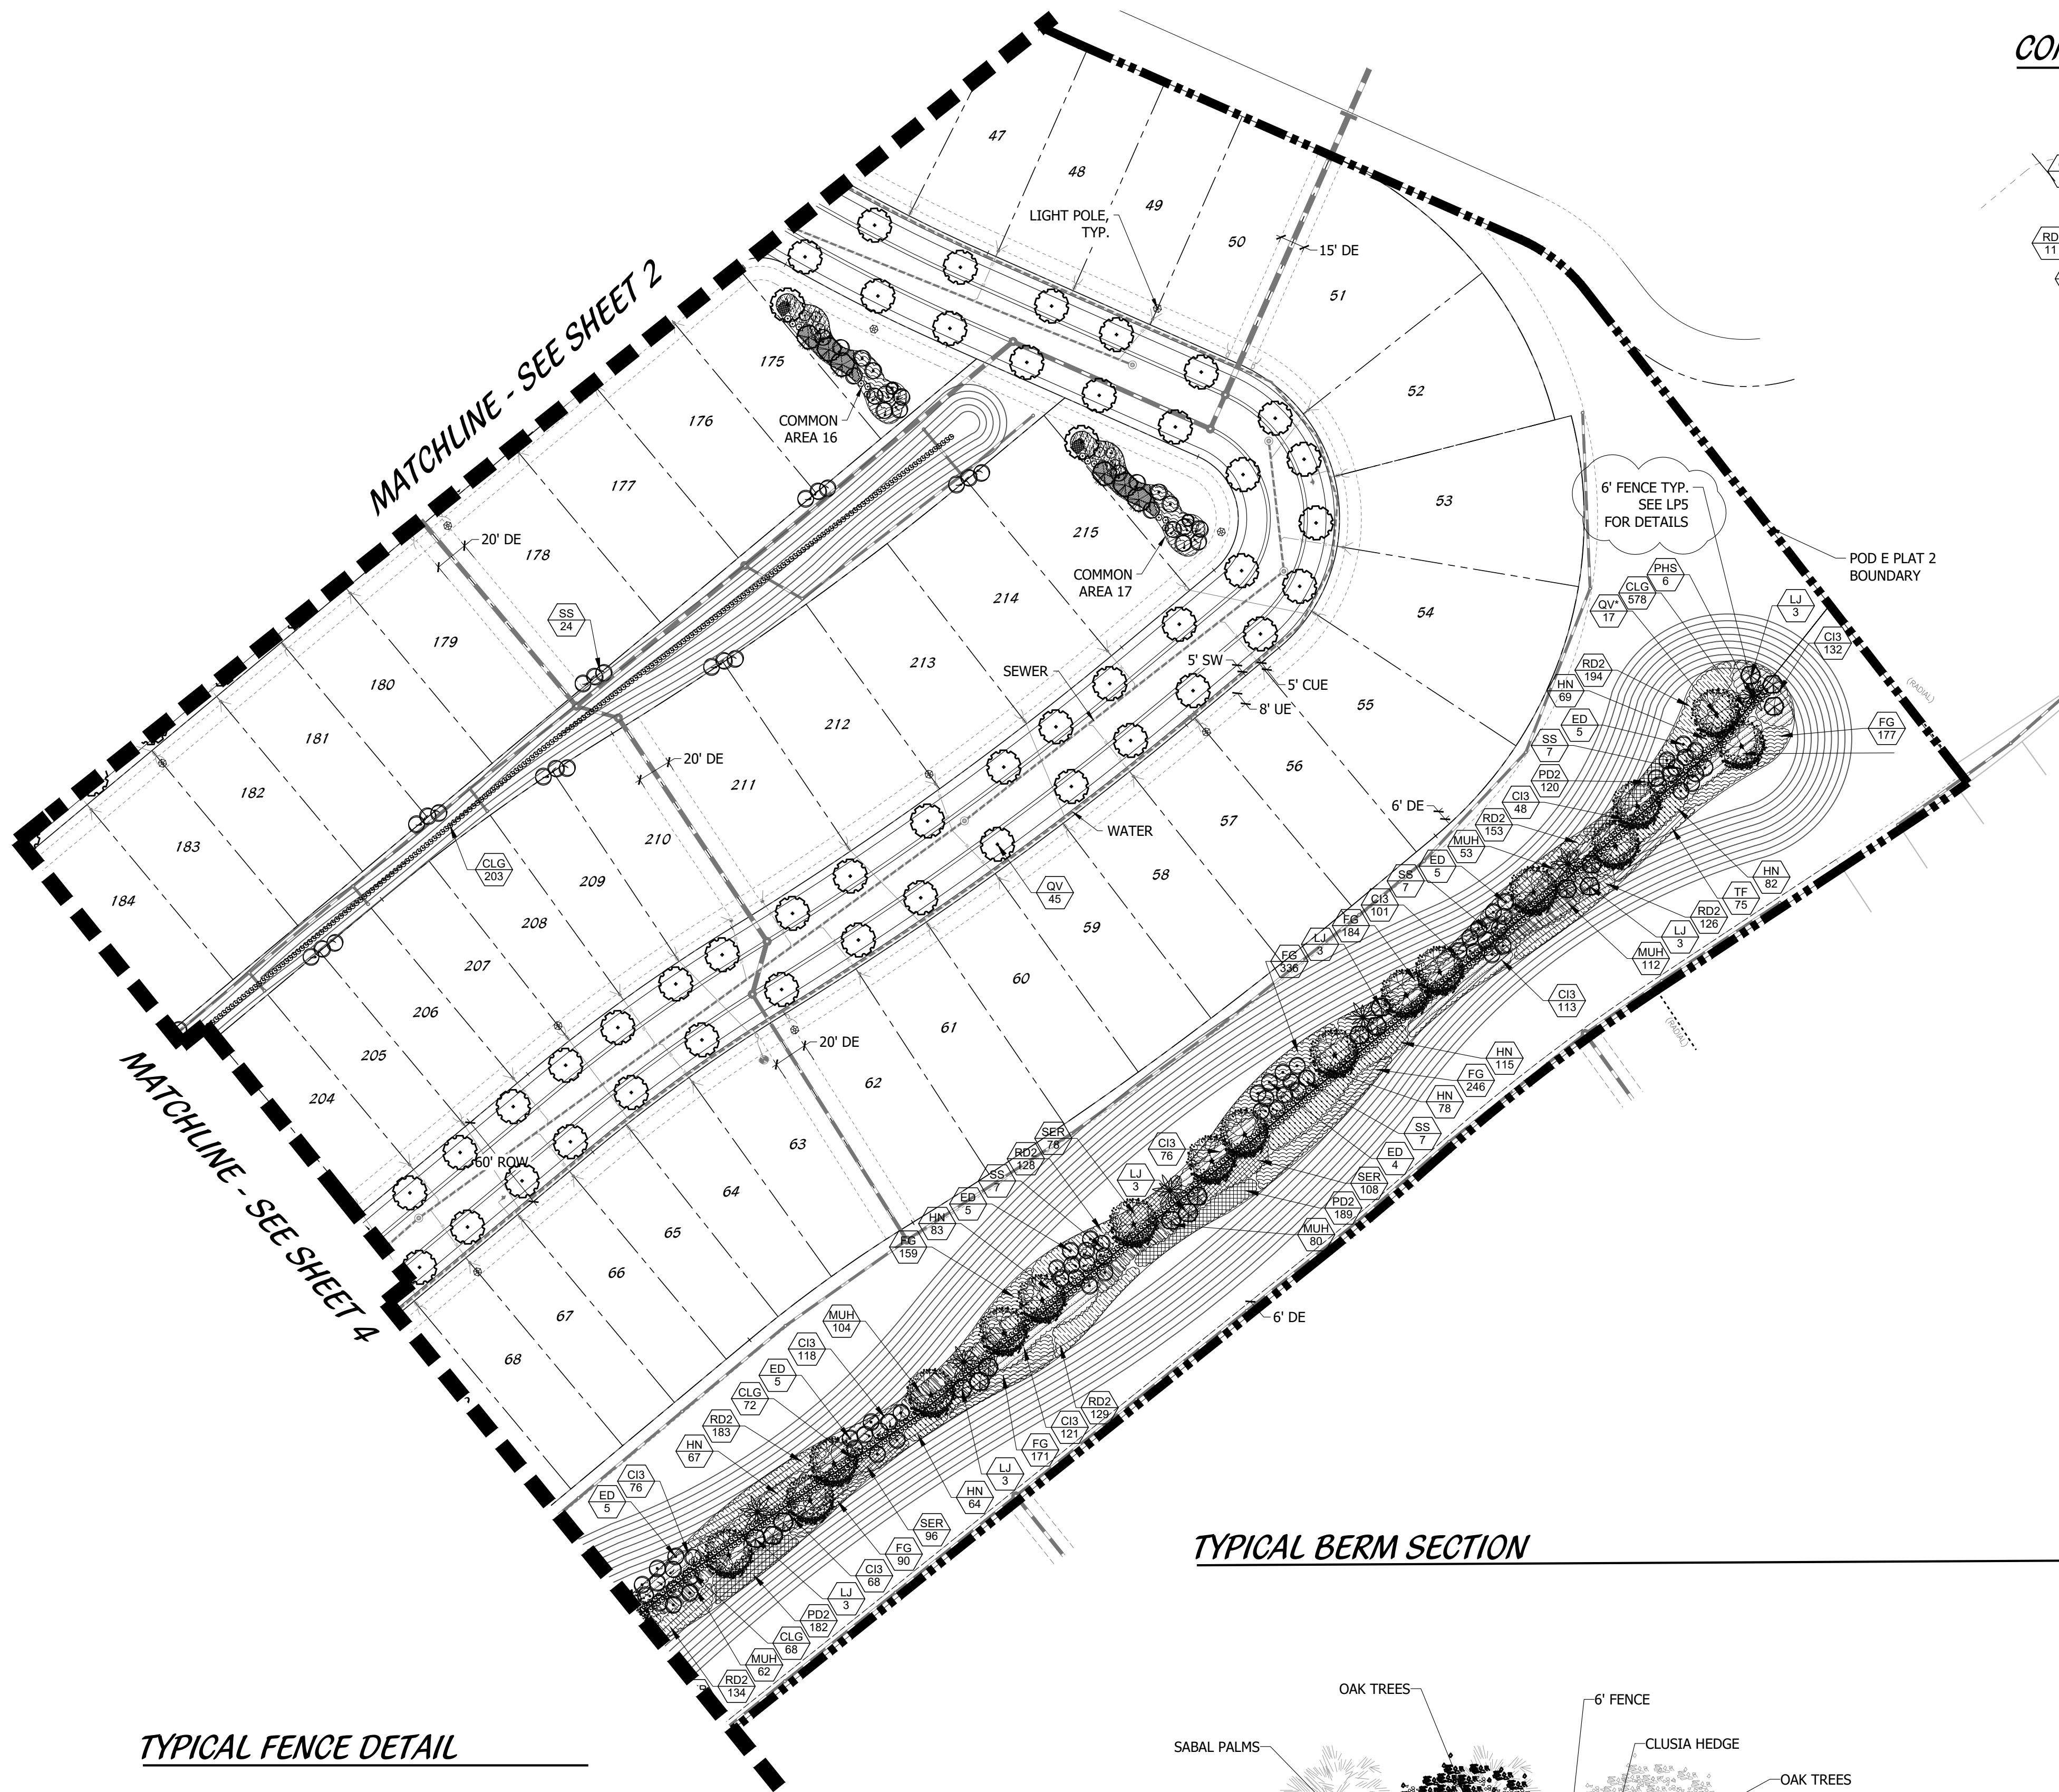 CO
RD
11
47
48
49
50
LIGHT POLE,
TYP.
15' DE
51
52
53
54
55
56
57
58
59
60
61
62
63
64
65
66
67
68
MATCHLINE - SEE SHEET 2
175
176
177
178
179
180
181
182
183
184
COMMON
AREA 16
COMMON
AREA 17
215
214
213
212
211
210
209
208
207
206
205
204
20' DE
SS
24
20' DE
CLG
203
SEWER
5' SW
5' CUE
8' UE
WATER
QV
45
20' DE
60' ROW
MATCHLINE - SEE SHEET 4
6' FENCE TYP.
SEE LP5
FOR DETAILS
POD E PLAT 2
BOUNDARY
PHS
6
CLG
578
QV*
17
LJ
3
CI3
132
RD2
194
HN
69
ED
5
SS
7
FG
177
PD2
120
CI3
48
RD2
153
MUH
53
ED
5
SS
7
CI3
101
FG
184
LJ
3
FG
336
6' DE
(RADIAL)
HN
82
TF
75
RD2
126
LJ
3
MUH
112
CI3
113
(RADIAL)
HN
115
FG
246
HN
78
SS
7
ED
4
SER
108
PD2
189
MUH
80
CI3
76
LJ
3
SER
78
RD2
128
SS
7
ED
5
HN
83
FG
159
6' DE
MUH
104
CI3
118
ED
5
CLG
72
RD2
183
HN
67
CI3
76
ED
5
RD2
129
CI3
121
FG
171
LJ
3
HN
64
SER
96
FG
90
CI3
68
LJ
3
PD2
182
CLG
68
MUH
62
RD2
134
TYPICAL BERM SECTION
TYPICAL FENCE DETAIL
OAK TREES
6' FENCE
SABAL PALMS
CLUSIA HEDGE
OAK TREES